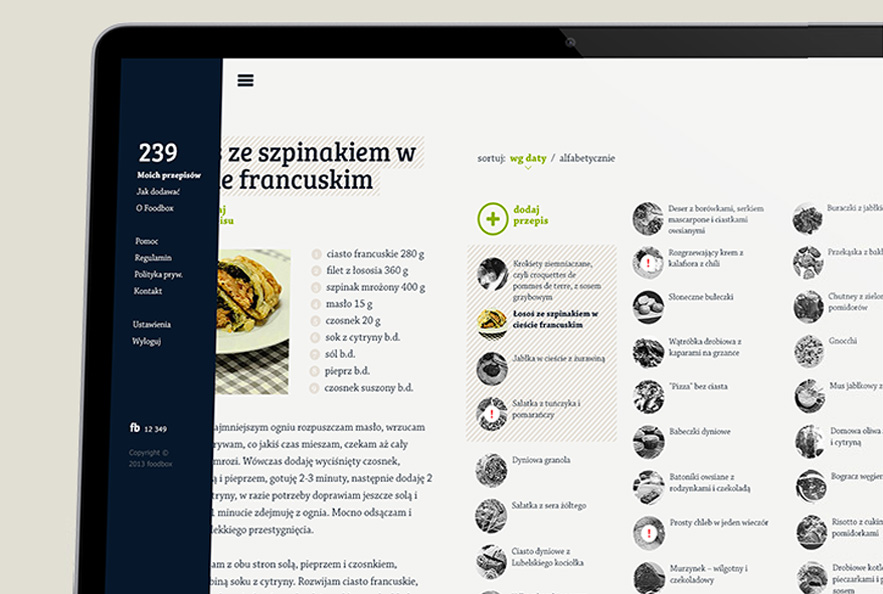 239
Moich przepisów
Jak dodawać
O Foodbox
Pomoc
Regulamin
Polityka pryw.
Kontakt
Ustawienia
Wyloguj
fb 12 349
Copyright ©
2013 foodbox
ze szpinakiem w
francuskim
ciasto francuskie 280 g
filet z łososia 360 g
szpinak mrożony 400 g
masło 15 g
czosnek 20 g
sok z cytryny b.d.
sól b.d.
pieprz b.d.
czosnek suszony b.d.
ajmniejszym ogniu rozpuszczam masło, wrzucam
rywam, co jakiś czas mieszam, czekam aż cały
mrozi. Wówczas dodaję wyciśnięty czosnek,
ą i pieprzem, gotuję 2-3 minuty, następnie dodaję 2
tryny, w razie potrzeby doprawiam jeszcze solą i
1 minucie zdejmuję z ognia. Mocno odsączam i
lekkiego przestygnięcia.
am z obu stron solą, pieprzem i czosnkiem,
biną soku z cytryny. Rozwijam ciasto francuskie,
sortuj: wg daty / alfabetycznie
dodaj
przepis
Krokiety ziemniaczane,
czyli croquettes de
pommes de terre, z sosem
grzybowym
Łosoś ze szpinakiem w
cieście francuskim
Jabłka w cieście z żurawiną
Sałatka z tuńczyka i
pomarańczy
Dyniowa granola
Sałatka z sera żółtego
Ciasto dyniowe z
Lubelskiego kociołka
Deser z borówkami, serkiem
mascarpone i ciastkami
owsianymi
Rozgrzewający krem z
kalafiora z chili
Słoneczne bułeczki
Wątróbka drobiowa z
kaparami na grzance
"Pizza" bez ciasta
Babeczki dyniowe
Batoniki owsiane z
rodzynkami i czekoladą
Prosty chleb w jeden wieczór
Murzynek – wilgotny i
czekoladowy
Buraczki z jabłk
Przekąska z bakł
Chutney z zielon
pomidorów
Gnocchi
Mus jabłkowy z
Domowa oliwa
i cytryną
Bogracz węgier
Risotto z cukin
pomidorkami
Drobiowe kotle
pieczarkami i p
sosem